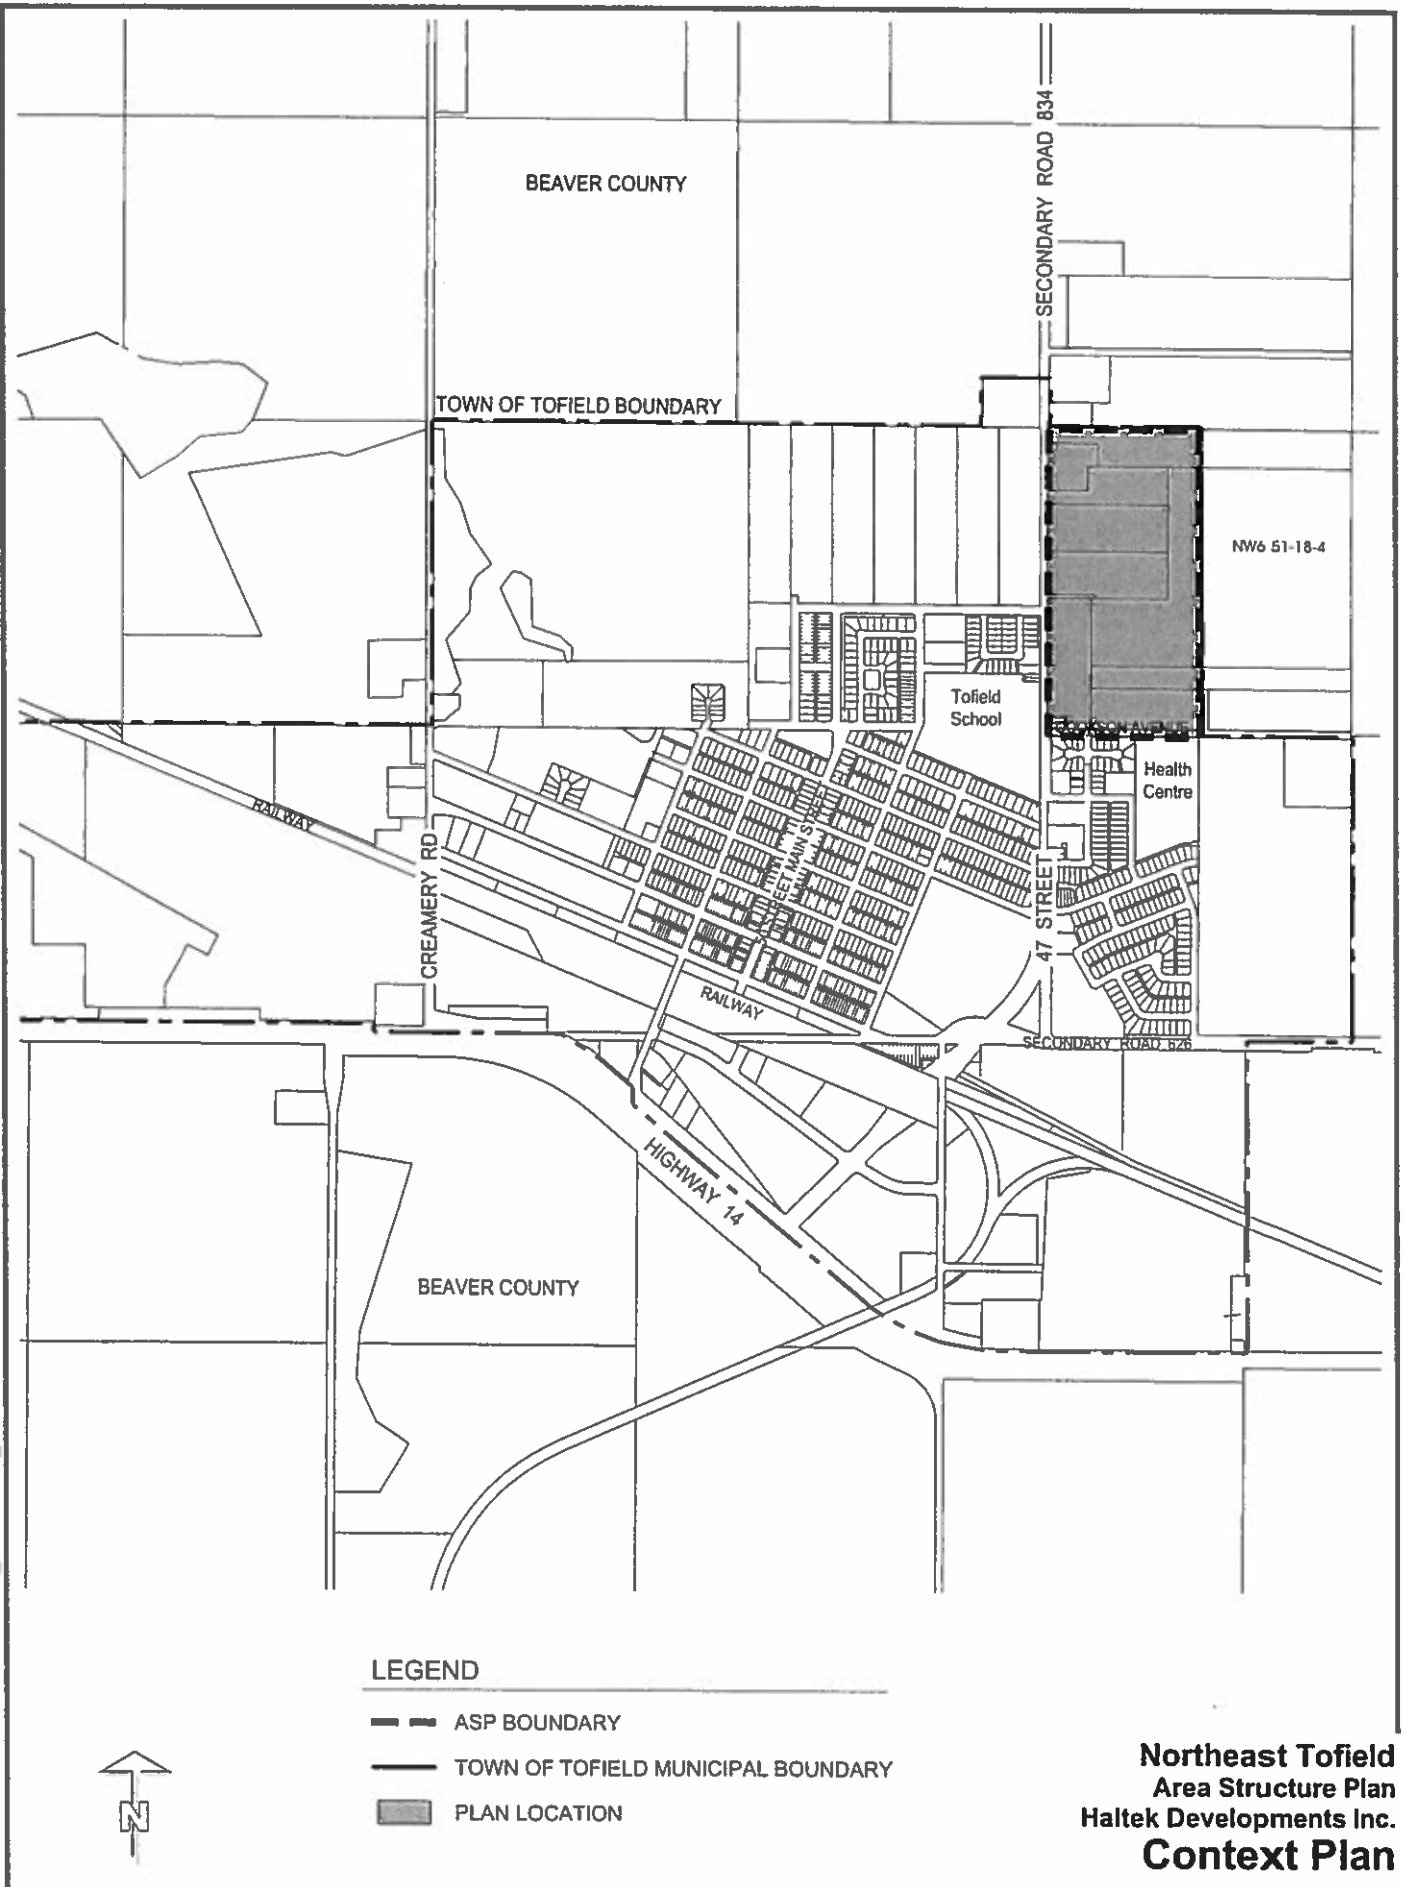 SECONDARY ROAD 834
BEAVER COUNTY
TOWN OF TOFIELD BOUNDARY
NW6 51-18-4
Tofield
School
AVENUE
Health
Centre
RAILWAY
CREAMERY RD
MAIN STREET
47 STREET
RAILWAY
SECONDARY ROAD 626
HIGHWAY 14
BEAVER COUNTY
LEGEND
ASP BOUNDARY
TOWN OF TOFIELD MUNICIPAL BOUNDARY
PLAN LOCATION
N
Northeast Tofield
Area Structure Plan
Haltek Developments Inc.
Context Plan